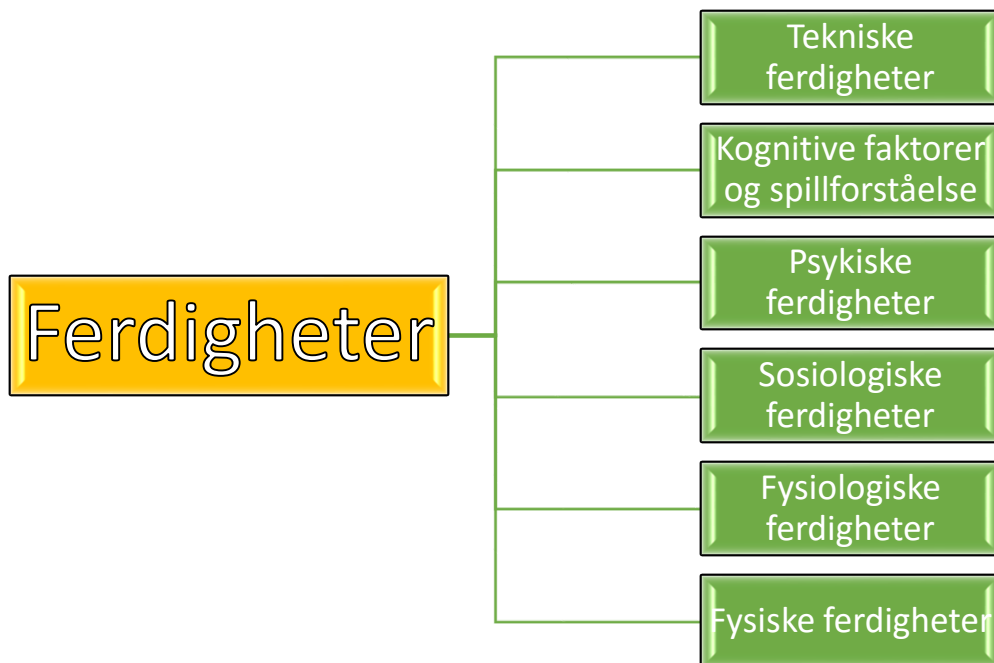 Ferdigheter
Tekniske
ferdigheter
Kognitive faktorer
og spillforståelse
Psykiske
ferdigheter
Sosiologiske
ferdigheter
Fysiologiske
ferdigheter
Fysiske ferdigheter